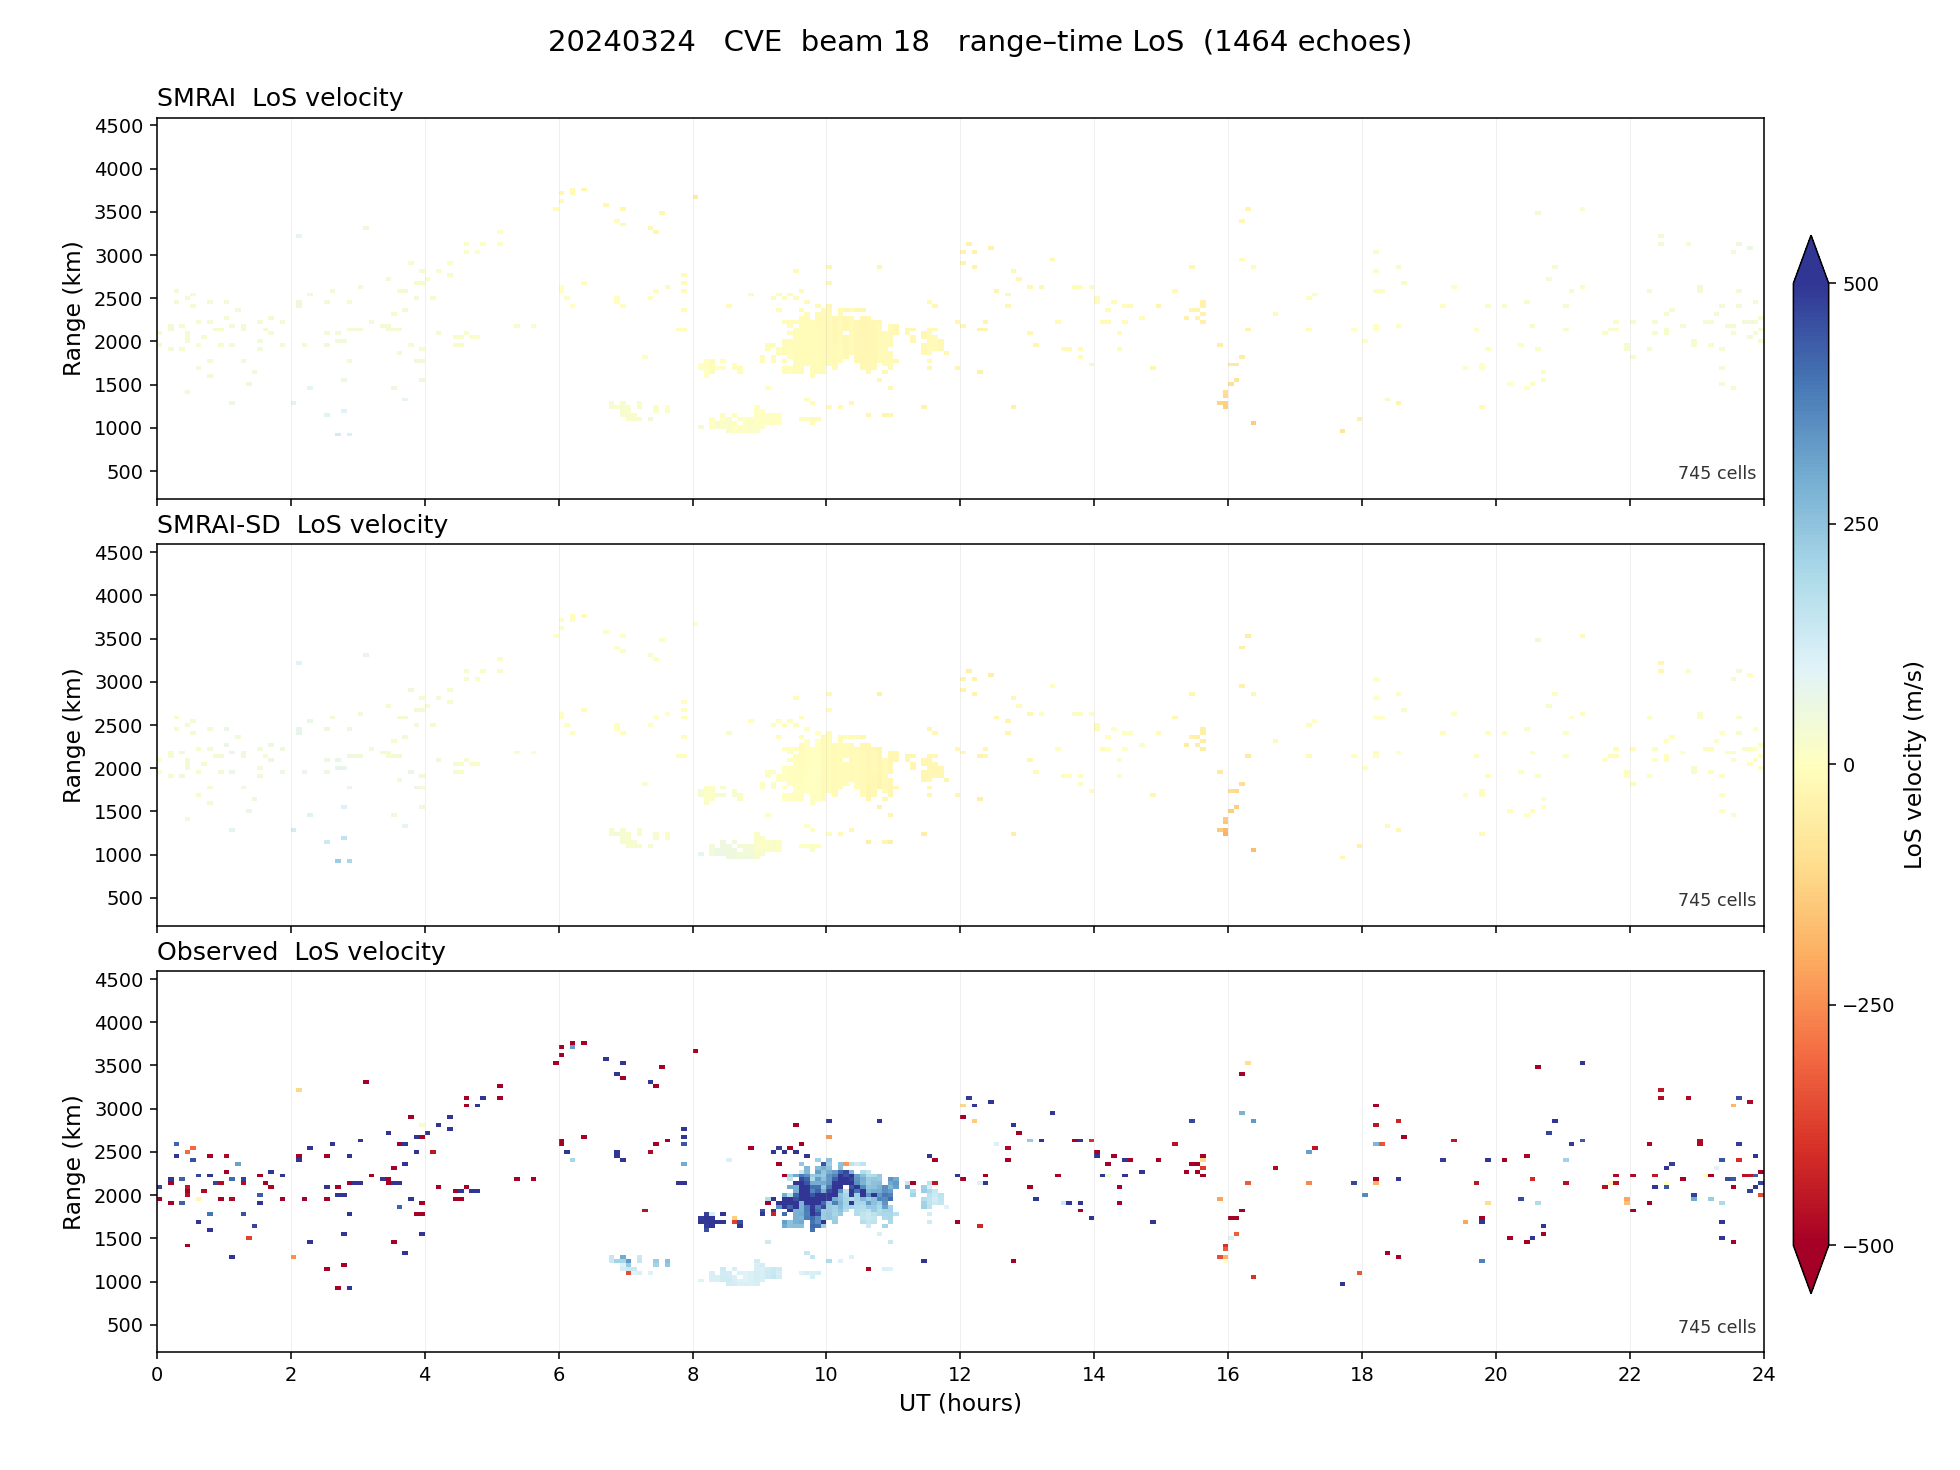 20240324   CVE  beam 18   range–time LoS  (1464 echoes)
SMRAI  LoS velocity
4500
4000
3500
3000
2500
2000
1500
1000
500
Range (km)
745 cells
SMRAI-SD  LoS velocity
4500
4000
3500
3000
2500
2000
1500
1000
500
Range (km)
745 cells
Observed  LoS velocity
4500
4000
3500
3000
2500
2000
1500
1000
500
Range (km)
745 cells
0 2 4 6 8 10 12 14 16 18 20 22 24
UT (hours)
500
250
0
−250
−500
LoS velocity (m/s)